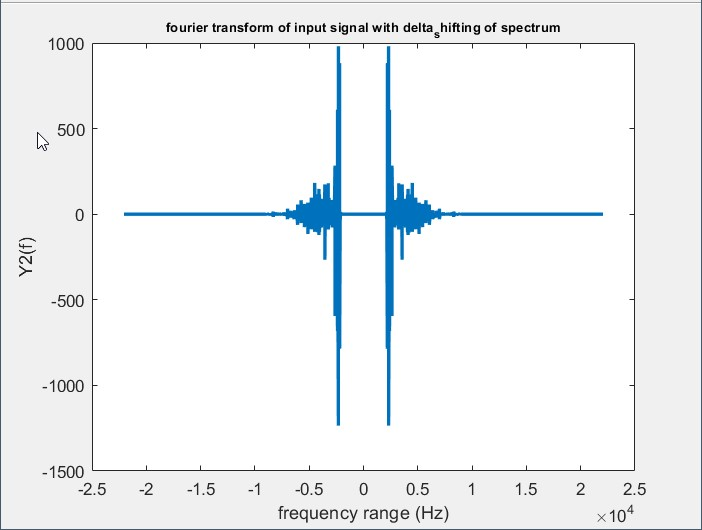 fourier transform of input signal with deltashifting of spectrum
1000
500
0
-500
-1000
-1500
Y2(f)
-2.5 -2 -1.5 -1 -0.5 0 0.5 1 1.5 2 2.5
frequency range (Hz)
×10^4